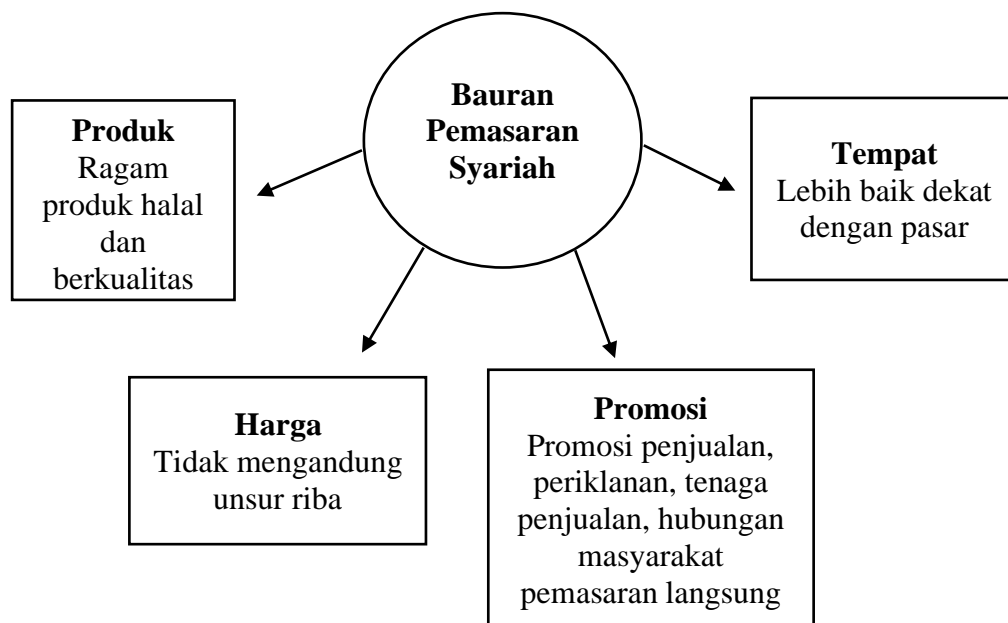 Bauran
Pemasaran
Syariah
Produk
Ragam
produk halal
dan
berkualitas
Tempat
Lebih baik dekat
dengan pasar
Harga
Tidak mengandung
unsur riba
Promosi
Promosi penjualan,
periklanan, tenaga
penjualan, hubungan
masyarakat
pemasaran langsung